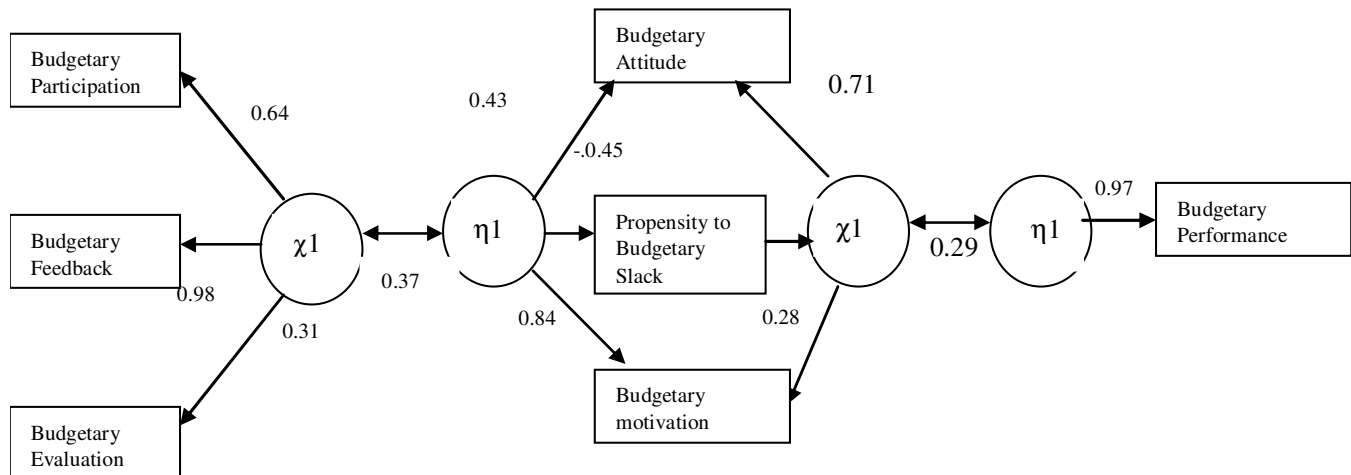 Budgetary
Participation
0.64
Budgetary
Feedback
0.98
χ1
0.31
Budgetary
Evaluation
0.37
0.43
η1
Budgetary
Attitude
-.0.45
Propensity to
Budgetary
Slack
0.84
Budgetary
motivation
0.71
χ1
0.28
0.29
η1
0.97
Budgetary
Performance